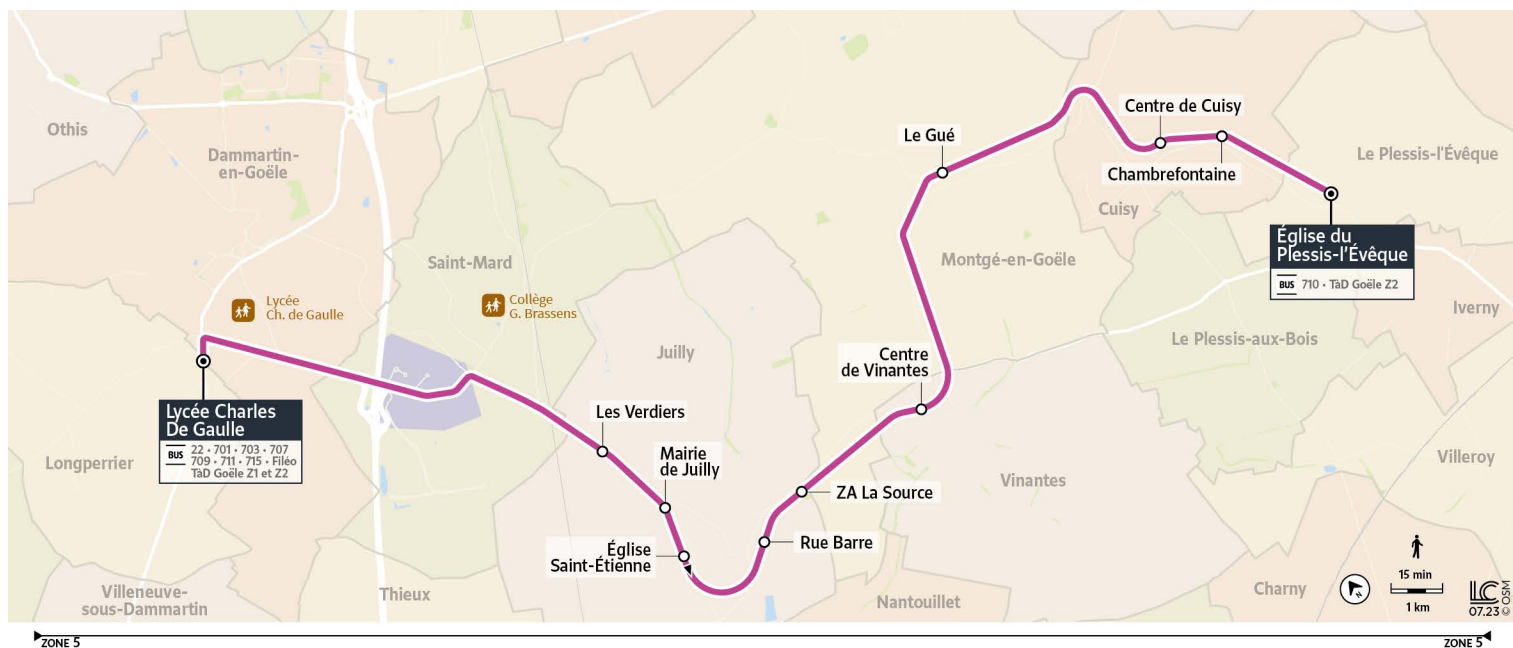 Othis
Dammartin-
en-Goële
Saint-Mard
Lycée
Ch. de Gaulle
Collège
G. Brassens
Juilly
Longperrier
Villeneuve-
sous-Dammartin
Thieux
Nantouillet
Vinantes
Montgé-en-Goële
Cuisy
Le Plessis-l'Évêque
Le Plessis-aux-Bois
Iverny
Villeroy
Charny
Lycée Charles
De Gaulle
BUS 22 • 701 • 703 • 707
709 • 711 • 715 • Filéo
TàD Goële Z1 et Z2
Les Verdiers
Mairie
de Juilly
Église
Saint-Étienne
Rue Barre
ZA La Source
Centre
de Vinantes
Le Gué
Centre de Cuisy
Chambrefontaine
Église du
Plessis-l'Évêque
BUS 710 • TàD Goële Z2
N
15 min
1 km
LC
07.23 © OSM
ZONE 5
ZONE 5